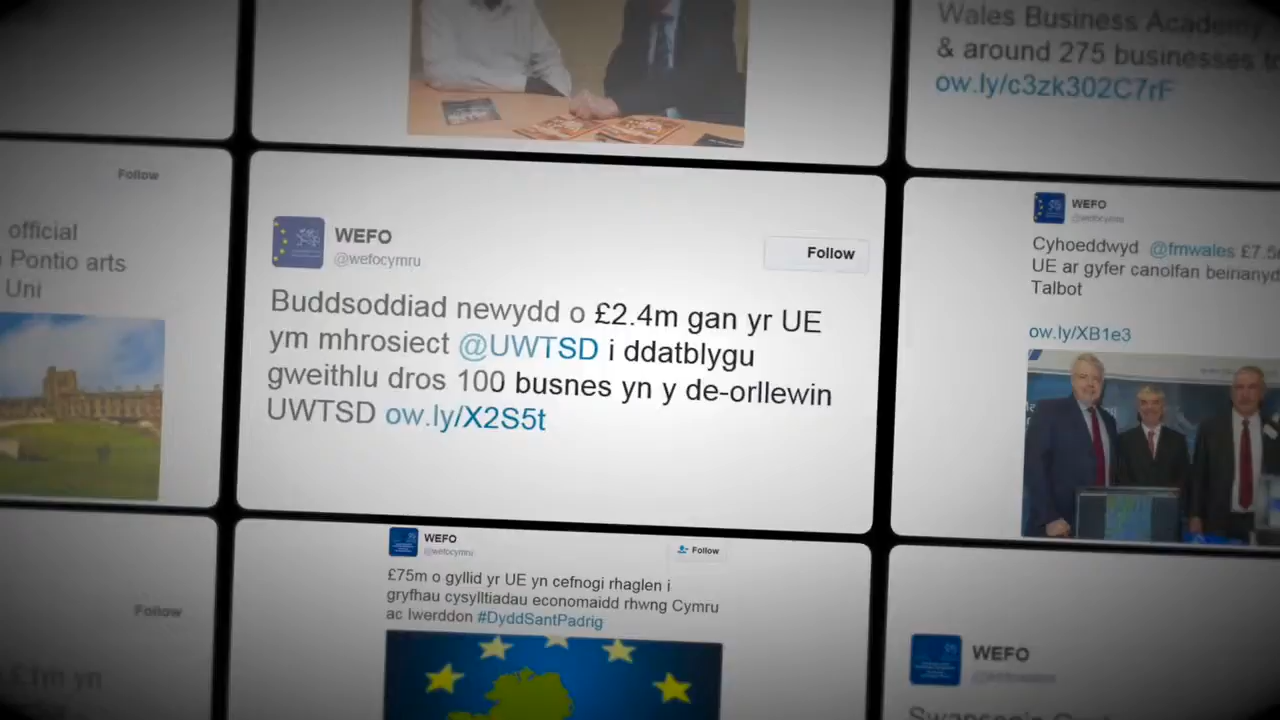 Wales Business Academy
& around 275 businesses
ow.ly/c3zk302C7rF
Follow
official
Pontio arts
Uni
WEFO
@wefocymru
Follow
Buddsoddiad newydd o £2.4m gan yr UE
ym mhrosiect @UWTSD i ddatblygu
gweithlu dros 100 busnes yn y de-orllewin
UWTSD ow.ly/X2S5t
WEFO
@wefocymru
Cyhoeddwyd @fmwales £7.5
UE ar gyfer canolfan
Talbot
ow.ly/XB1e3
WEFO
@wefocymru
Follow
£75m o gyllid yr UE yn cefnogi rhaglen i
gryfhau cysylltiadau economaidd rhwng Cymru
ac Iwerddon #DyddSantPadrig
Follow
£1m yn
WEFO